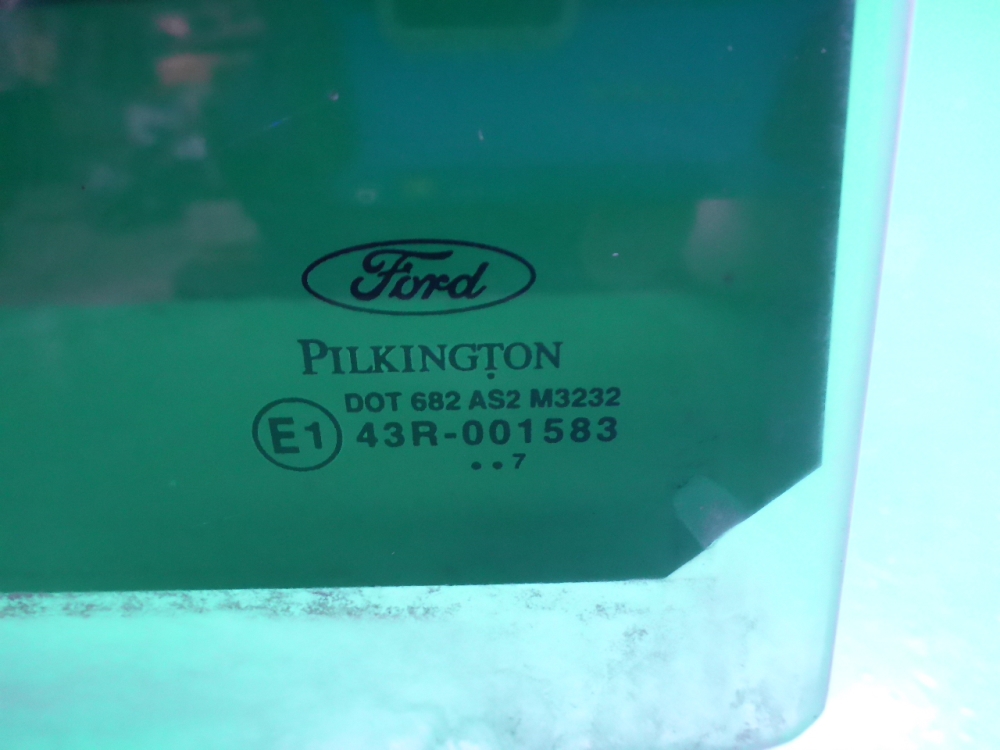 Ford
PILKINGTON
DOT 682 AS2 M3232
E1 43R-001583
..7